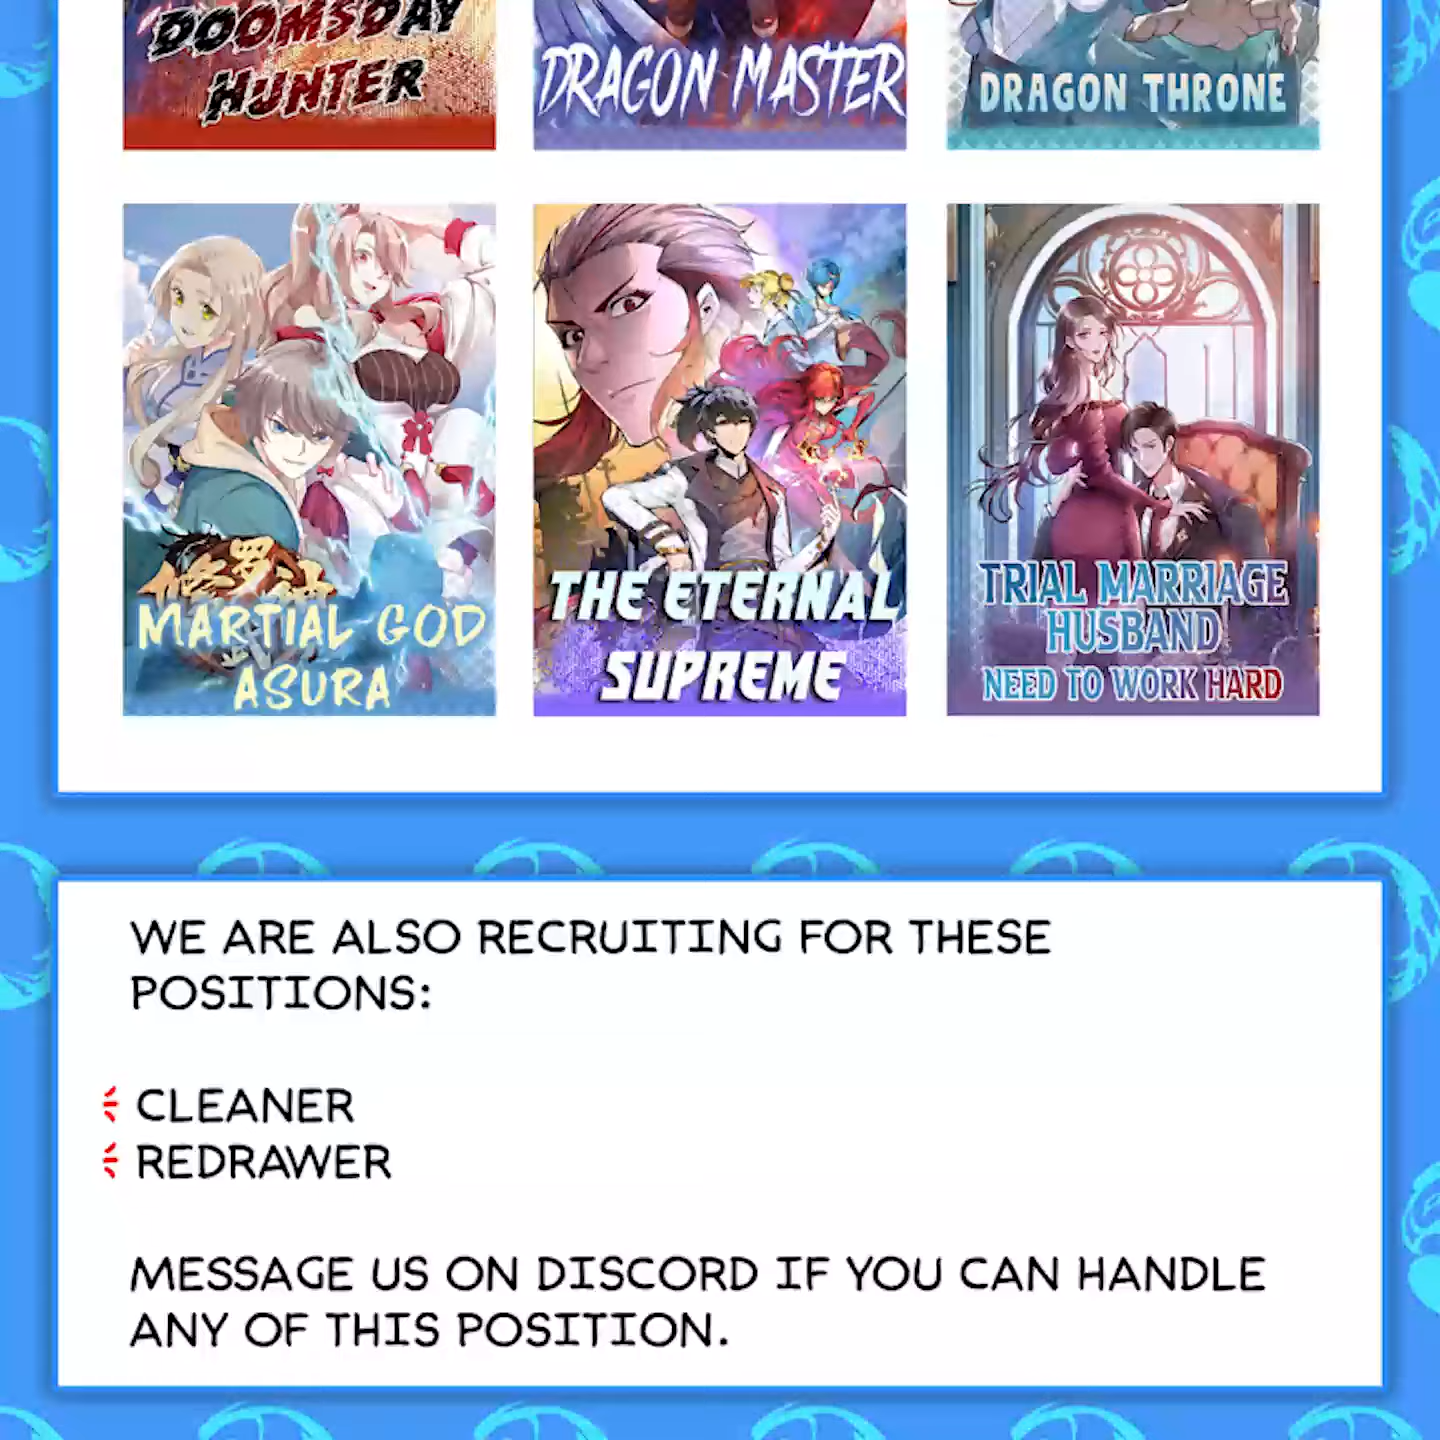 DOOMSDAY
HUNTER
DRAGON MASTER
DRAGON THRONE
MARTIAL GOD
ASURA
THE ETERNAL
SUPREME
TRIAL MARRIAGE
HUSBAND
NEED TO WORK HARD
WE ARE ALSO RECRUITING FOR THESE
POSITIONS:
CLEANER
REDRAWER
MESSAGE US ON DISCORD IF YOU CAN HANDLE
ANY OF THIS POSITION.